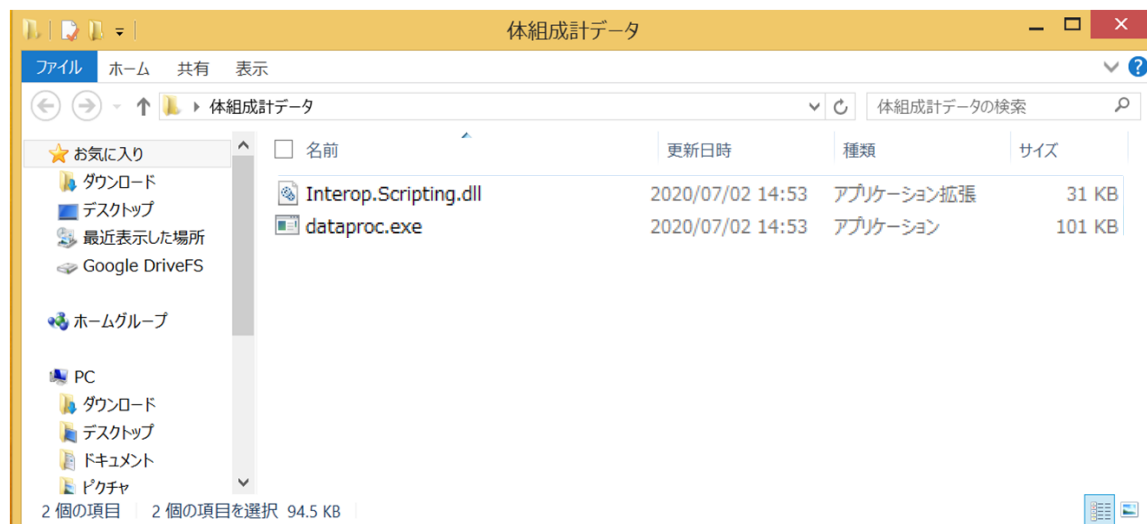 体組成計データ
ファイル ホーム 共有 表示
体組成計データ 体組成計データの検索
お気に入り
ダウンロード
デスクトップ
最近表示した場所
Google DriveFS
ホームグループ
PC
ダウンロード
デスクトップ
ドキュメント
ピクチャ
名前 更新日時 種類 サイズ
Interop.Scripting.dll 2020/07/02 14:53 アプリケーション拡張 31 KB
dataproc.exe 2020/07/02 14:53 アプリケーション 101 KB
2 個の項目 2 個の項目を選択 94.5 KB